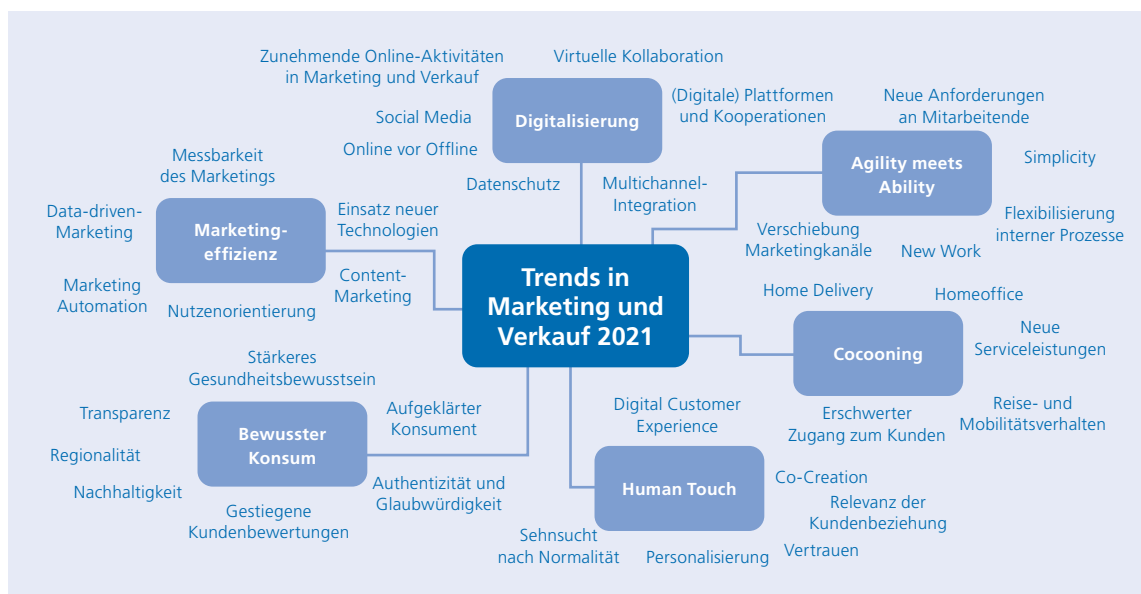 Zunehmende Online-Aktivitäten
in Marketing und Verkauf
Virtuelle Kollaboration
Social Media
Digitalisierung
(Digitale) Plattformen
und Kooperationen
Online vor Offline
Datenschutz
Multichannel-
Integration
Neue Anforderungen
an Mitarbeitende
Agility meets
Ability
Simplicity
Flexibilisierung
interner Prozesse
Verschiebung
Marketingkanäle
New Work
Messbarkeit
des Marketings
Data-driven-
Marketing
Marketing-
effizienz
Einsatz neuer
Technologien
Marketing
Automation
Nutzenorientierung
Content-
Marketing
Trends in
Marketing und
Verkauf 2021
Home Delivery
Homeoffice
Cocooning
Neue
Serviceleistungen
Erschwerter
Zugang zum Kunden
Reise- und
Mobilitätsverhalten
Stärkeres
Gesundheitsbewusstsein
Transparenz
Bewusster
Konsum
Aufgeklärter
Konsument
Regionalität
Nachhaltigkeit
Gestiegene
Kundenbewertungen
Authentizität und
Glaubwürdigkeit
Digital Customer
Experience
Human Touch
Co-Creation
Relevanz der
Kundenbeziehung
Sehnsucht
nach Normalität
Personalisierung
Vertrauen